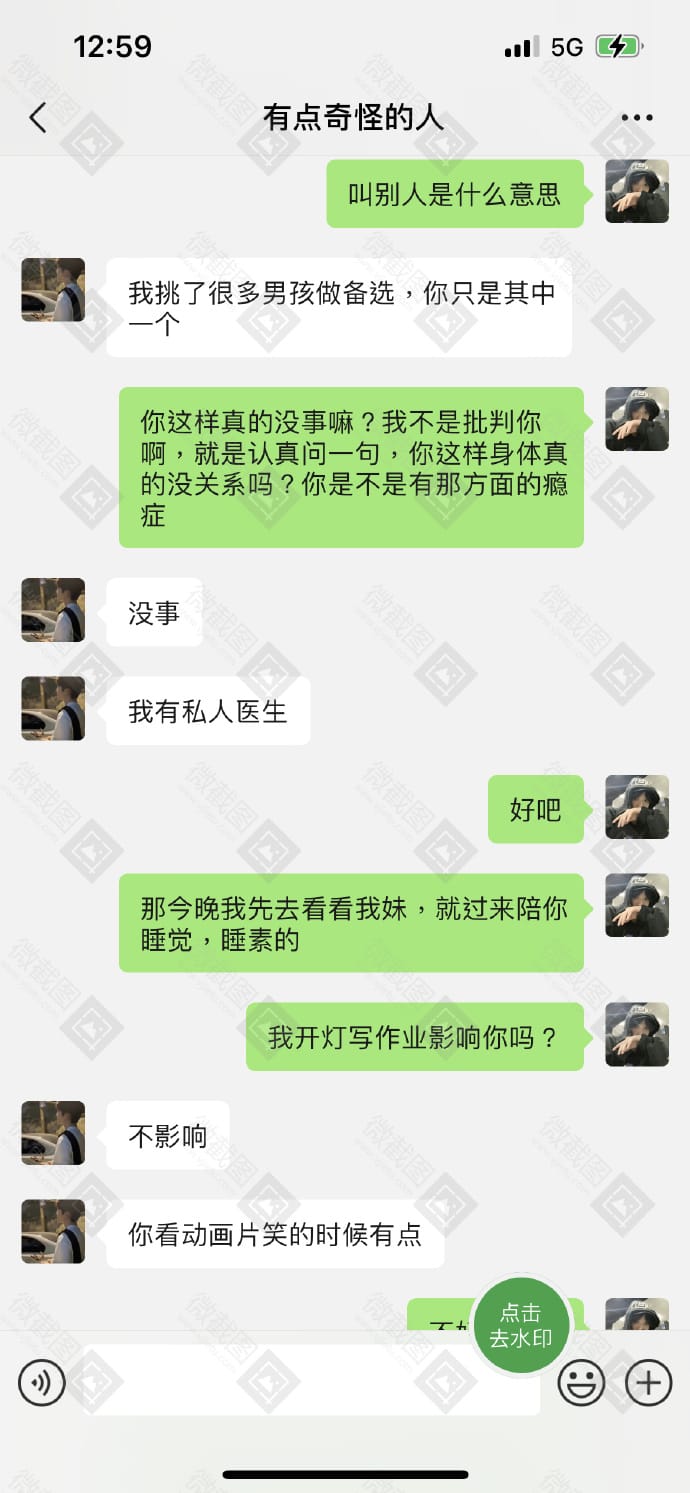 12:59
5G
有点奇怪的人
叫别人是什么意思
我挑了很多男孩做备选，你只是其中
一个
你这样真的没事嘛？我不是批判你
啊，就是认真问一句，你这样身体真
的没关系吗？你是不是有那方面的瘾
症
没事
我有私人医生
好吧
那今晚我先去看看我妹，就过来陪你
睡觉，睡素的
我开灯写作业影响你吗？
不影响
你看动画片笑的时候有点
点击
去水印
微截图